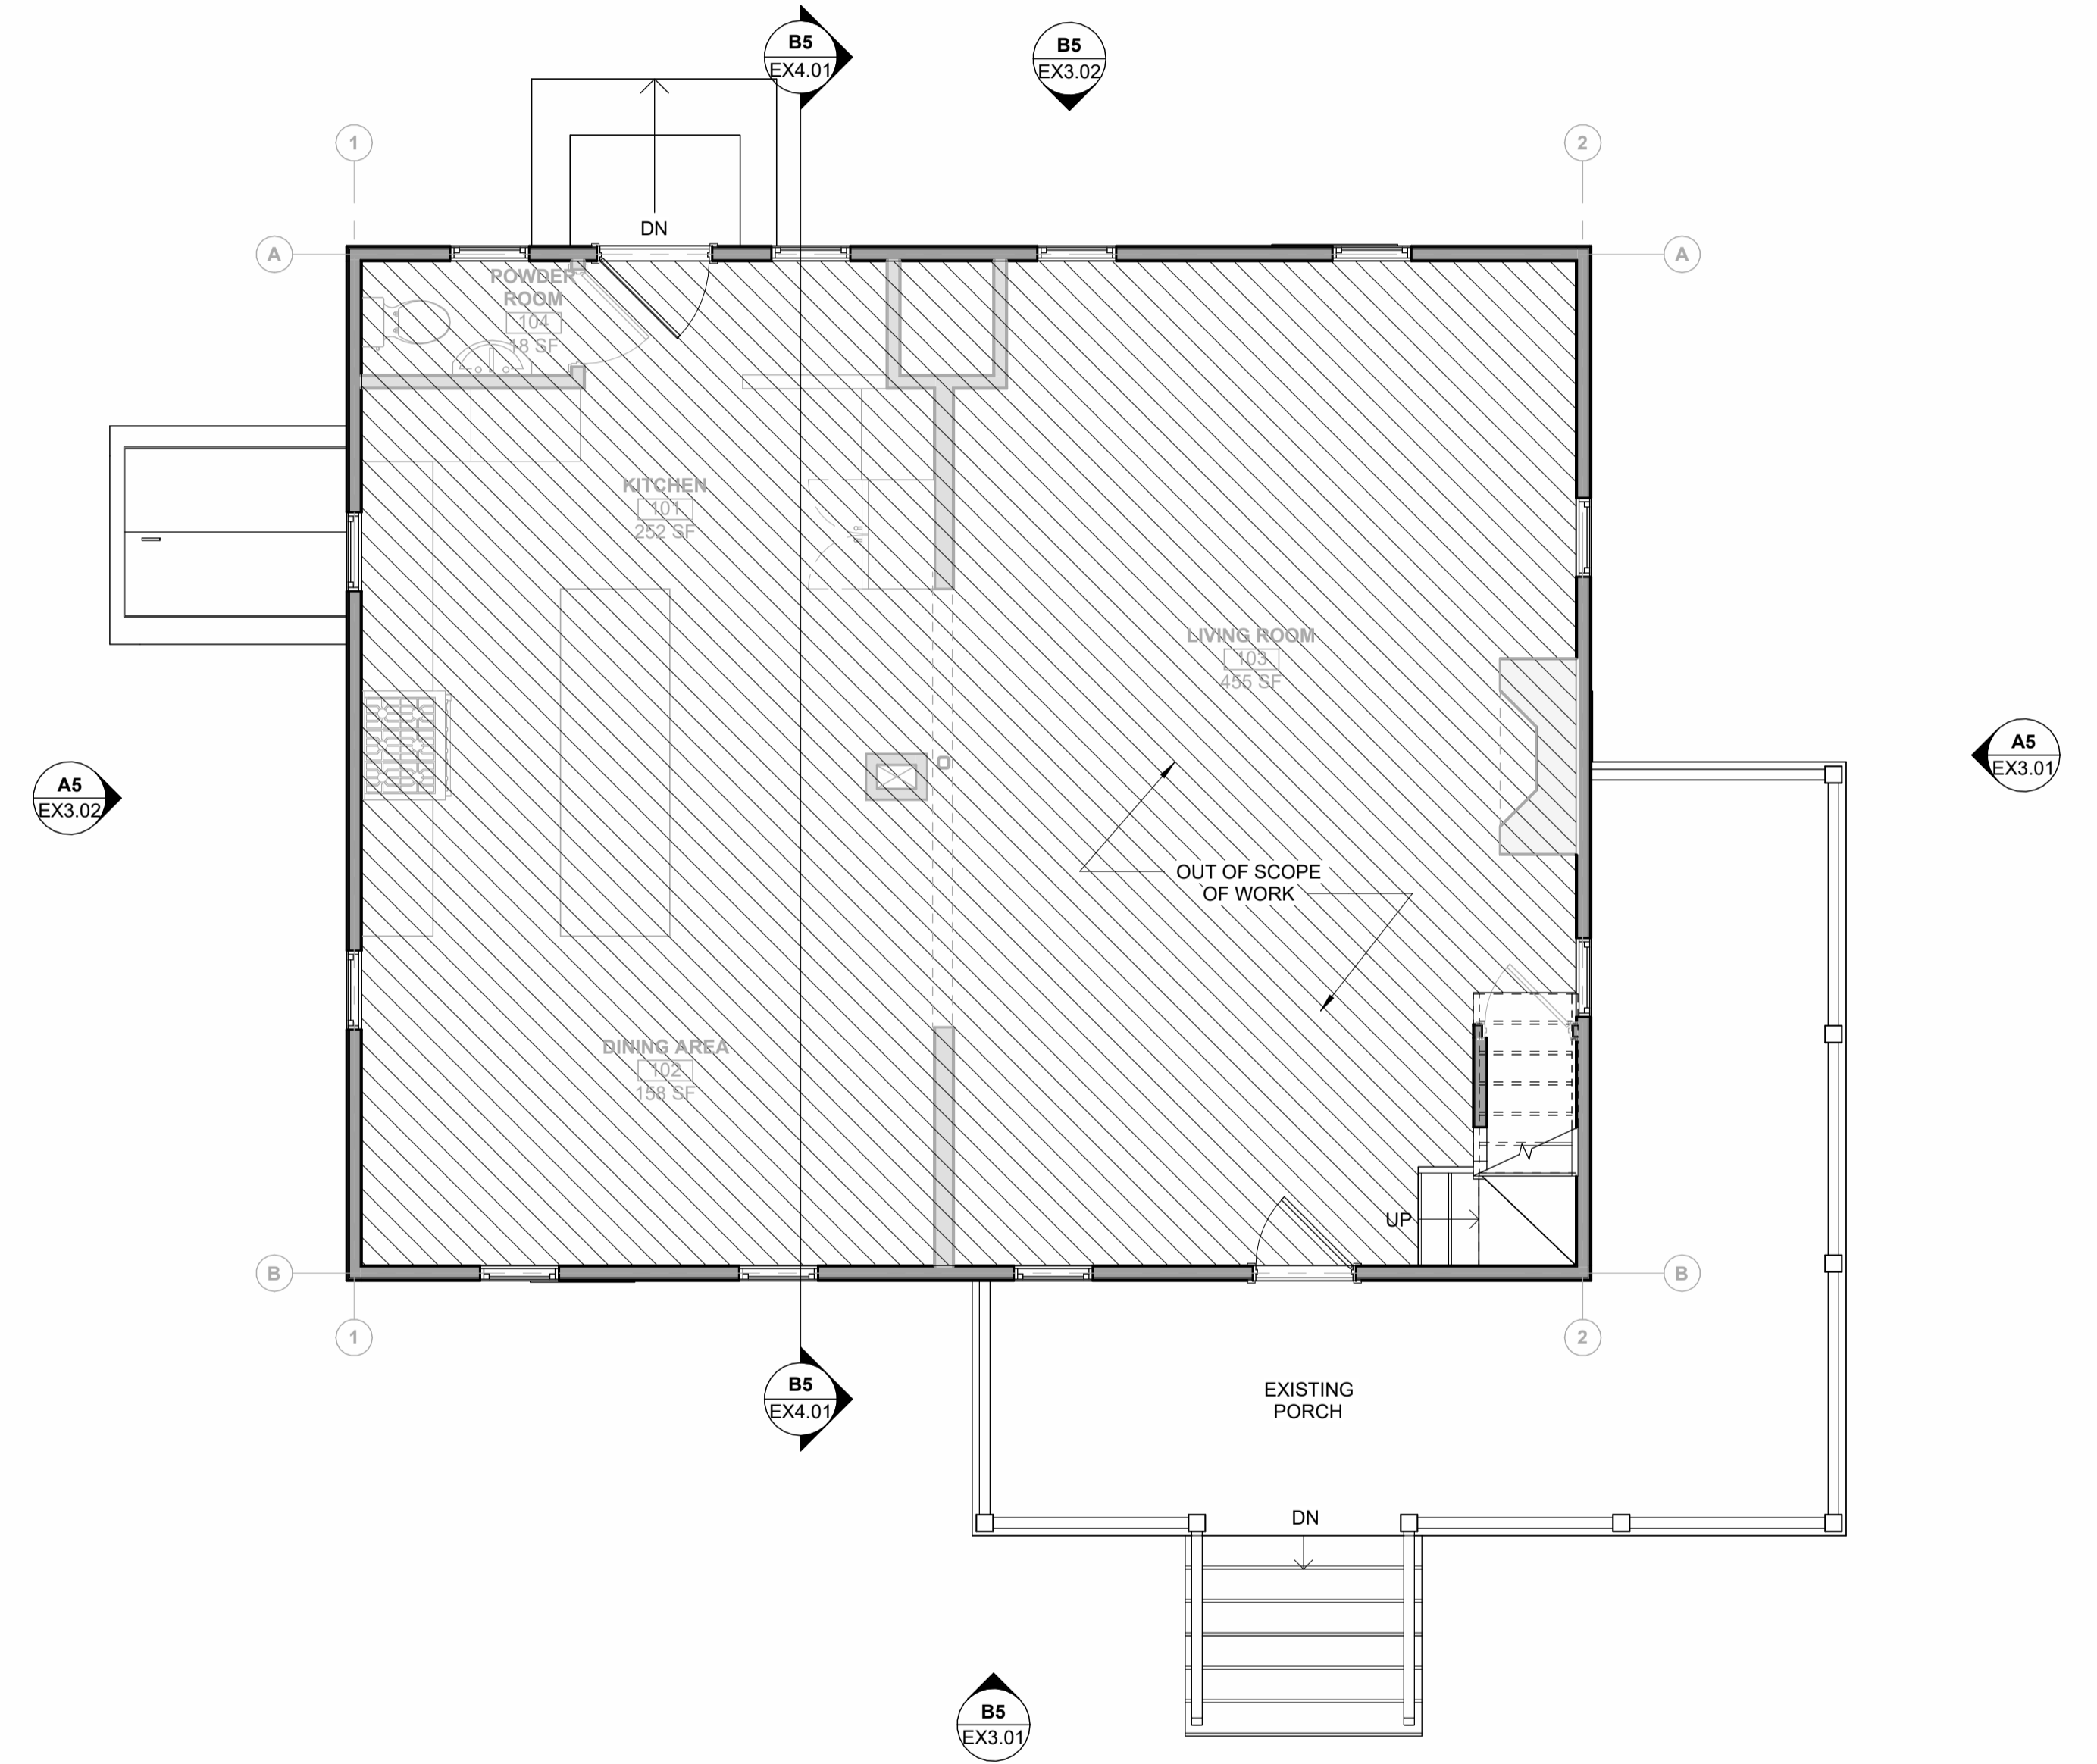 B5
EX4.01
B5
EX3.02
1
2
DN
A
A
POWDER
ROOM
104
18 SF
KITCHEN
101
252 SF
LIVING ROOM
103
455 SF
A5
EX3.02
A5
EX3.01
OUT OF SCOPE
OF WORK
DINING AREA
102
158 SF
UP
B
B
1
2
B5
EX4.01
EXISTING
PORCH
DN
B5
EX3.01